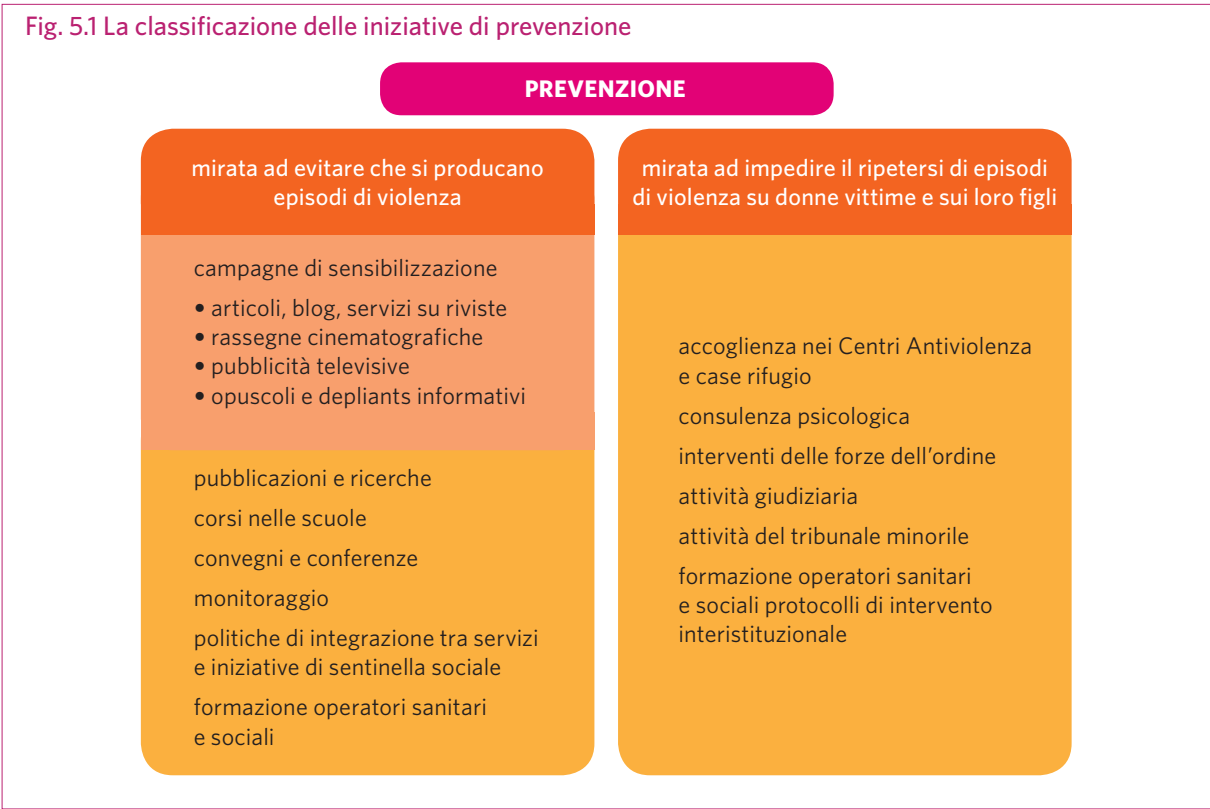 Fig. 5.1 La classificazione delle iniziative di prevenzione
PREVENZIONE
mirata ad evitare che si producano
episodi di violenza
campagne di sensibilizzazione
• articoli, blog, servizi su riviste
• rassegne cinematografiche
• pubblicità televisive
• opuscoli e depliants informativi
pubblicazioni e ricerche
corsi nelle scuole
convegni e conferenze
monitoraggio
politiche di integrazione tra servizi
e iniziative di sentinella sociale
formazione operatori sanitari
e sociali
mirata ad impedire il ripetersi di episodi
di violenza su donne vittime e sui loro figli
accoglienza nei Centri Antiviolenza
e case rifugio
consulenza psicologica
interventi delle forze dell'ordine
attività giudiziaria
attività del tribunale minorile
formazione operatori sanitari
e sociali protocolli di intervento
interistituzionale